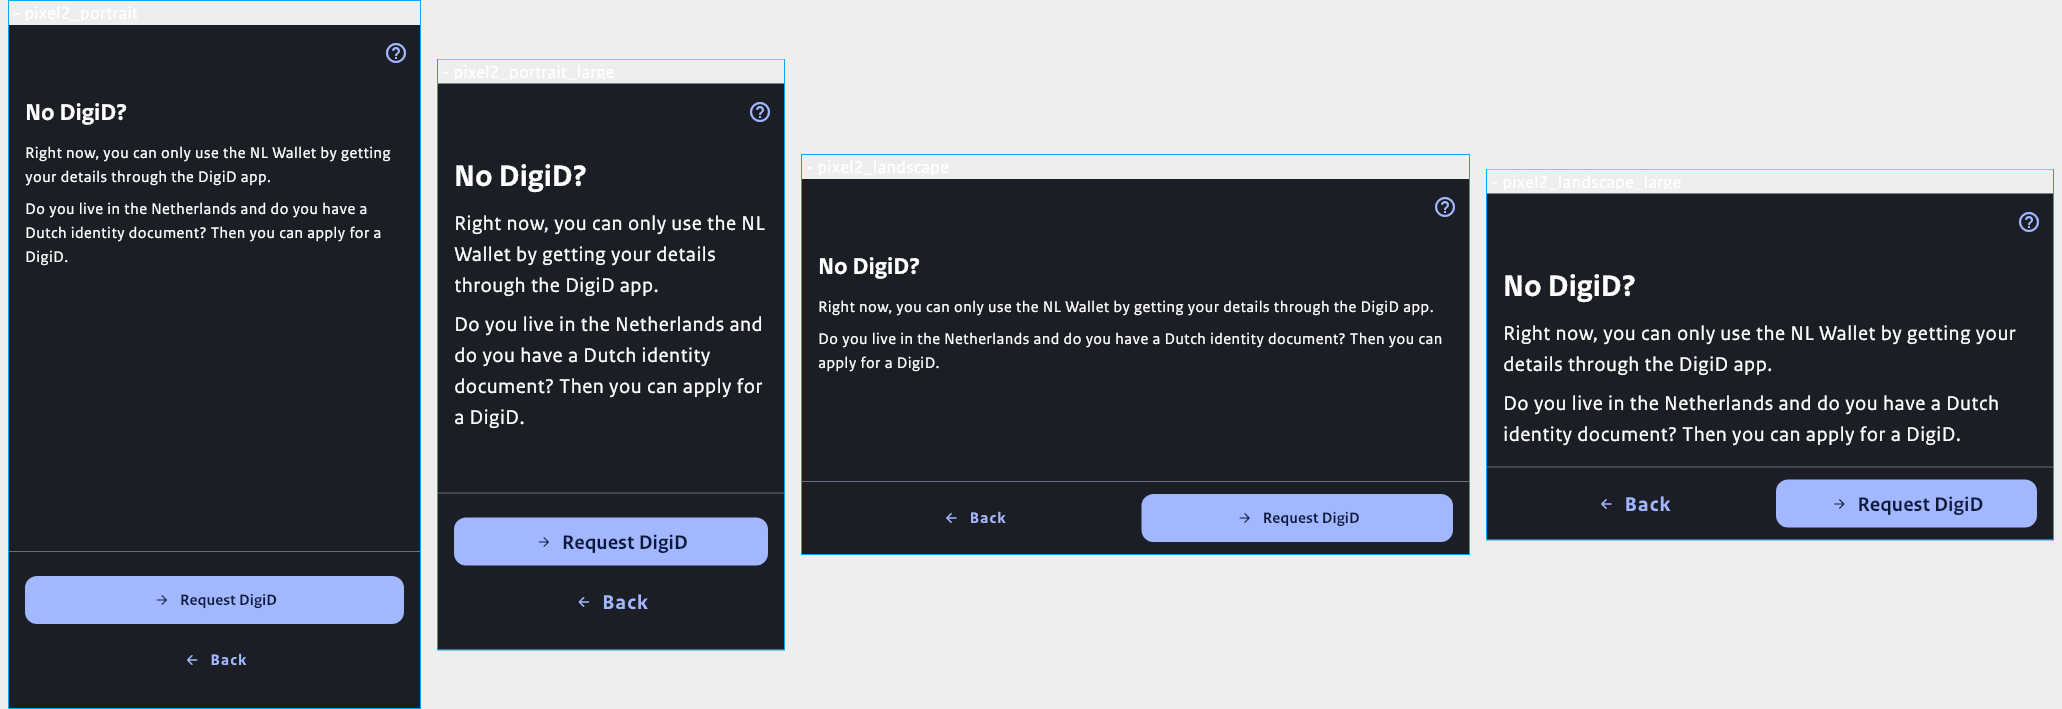 - pixel2_portrait
No DigiD?
Right now, you can only use the NL Wallet by getting
your details through the DigiD app.
Do you live in the Netherlands and do you have a
Dutch identity document? Then you can apply for a
DigiD.
→ Request DigiD
← Back
- pixel2_portrait_large
No DigiD?
Right now, you can only use the NL
Wallet by getting your details
through the DigiD app.
Do you live in the Netherlands and
do you have a Dutch identity
document? Then you can apply for
a DigiD.
→ Request DigiD
← Back
- pixel2_landscape
No DigiD?
Right now, you can only use the NL Wallet by getting your details through the DigiD app.
Do you live in the Netherlands and do you have a Dutch identity document? Then you can
apply for a DigiD.
← Back
→ Request DigiD
- pixel2_landscape_large
No DigiD?
Right now, you can only use the NL Wallet by getting your
details through the DigiD app.
Do you live in the Netherlands and do you have a Dutch
identity document? Then you can apply for a DigiD.
← Back
→ Request DigiD